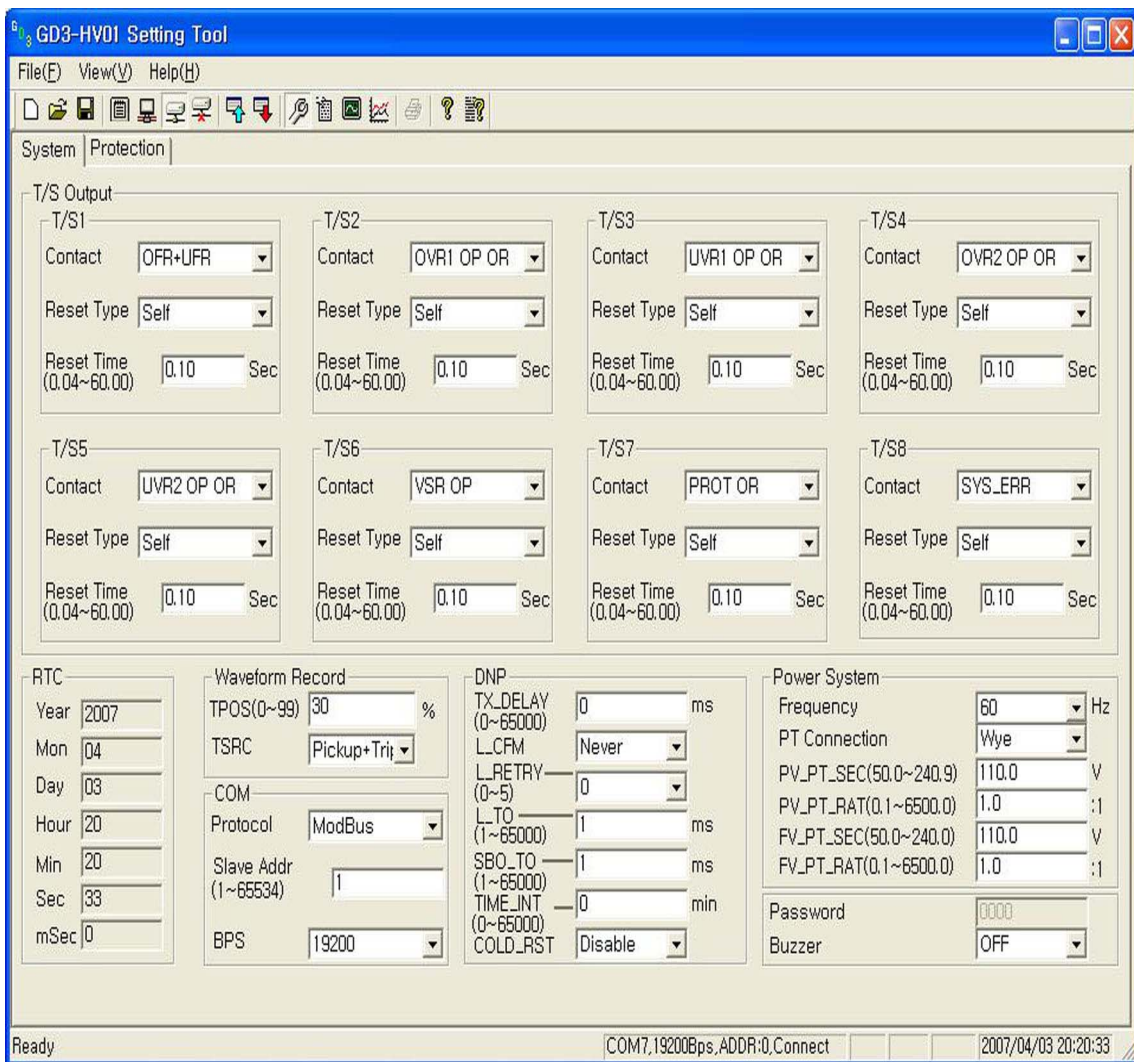 GD3 GD3-HV01 Setting Tool
File(F) View(V) Help(H)
System Protection
T/S Output
T/S1 T/S2 T/S3 T/S4
Contact OFR+UFR Contact OVR1 OP OR Contact UVR1 OP OR Contact OVR2 OP OR
Reset Type Self Reset Type Self Reset Type Self Reset Type Self
Reset Time 0.10 Sec Reset Time 0.10 Sec Reset Time 0.10 Sec Reset Time 0.10 Sec
(0.04~60.00) (0.04~60.00) (0.04~60.00) (0.04~60.00)
T/S5 T/S6 T/S7 T/S8
Contact UVR2 OP OR Contact VSR OP Contact PROT OR Contact SYS_ERR
Reset Type Self Reset Type Self Reset Type Self Reset Type Self
Reset Time 0.10 Sec Reset Time 0.10 Sec Reset Time 0.10 Sec Reset Time 0.10 Sec
(0.04~60.00) (0.04~60.00) (0.04~60.00) (0.04~60.00)
RTC
Year 2007
Mon 04
Day 03
Hour 20
Min 20
Sec 33
mSec 0
Waveform Record
TPOS(0~99) 30 %
TSRC Pickup+Trip
COM
Protocol ModBus
Slave Addr 1
(1~65534)
BPS 19200
DNP
TX_DELAY 0 ms
(0~65000)
L_CFM Never
L_RETRY 0
(0~5)
L_TO 1 ms
(1~65000)
SBO_TO 1 ms
(1~65000)
TIME_INT 0 min
(0~65000)
COLD_RST Disable
Power System
Frequency 60 Hz
PT Connection Wye
PV_PT_SEC(50.0~240.9) 110.0 V
PV_PT_RAT(0.1~6500.0) 1.0 :1
FV_PT_SEC(50.0~240.0) 110.0 V
FV_PT_RAT(0.1~6500.0) 1.0 :1
Password 0000
Buzzer OFF
Ready COM7,19200Bps,ADDR:0,Connect 2007/04/03 20:20:33